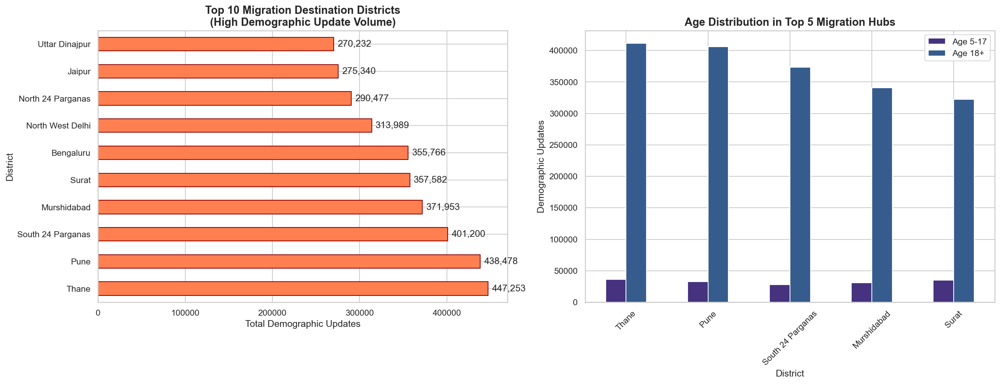 Top 10 Migration Destination Districts
(High Demographic Update Volume)
District
Uttar Dinajpur
270,232
Jaipur
275,340
North 24 Parganas
290,477
North West Delhi
313,989
Bengaluru
355,766
Surat
357,582
Murshidabad
371,953
South 24 Parganas
401,200
Pune
438,478
Thane
447,253
0 100000 200000 300000 400000
Total Demographic Updates
Age Distribution in Top 5 Migration Hubs
Age 5-17
Age 18+
Demographic Updates
400000
350000
300000
250000
200000
150000
100000
50000
0
Thane
Pune
South 24 Parganas
Murshidabad
Surat
District